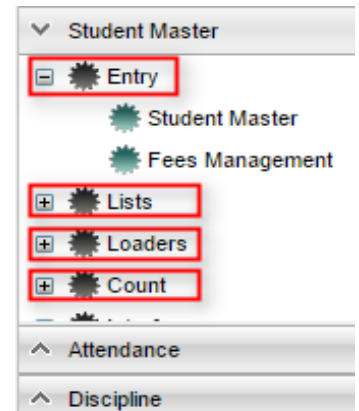 Student Master
Entry
Student Master
Fees Management
Lists
Loaders
Count
Attendance
Discipline